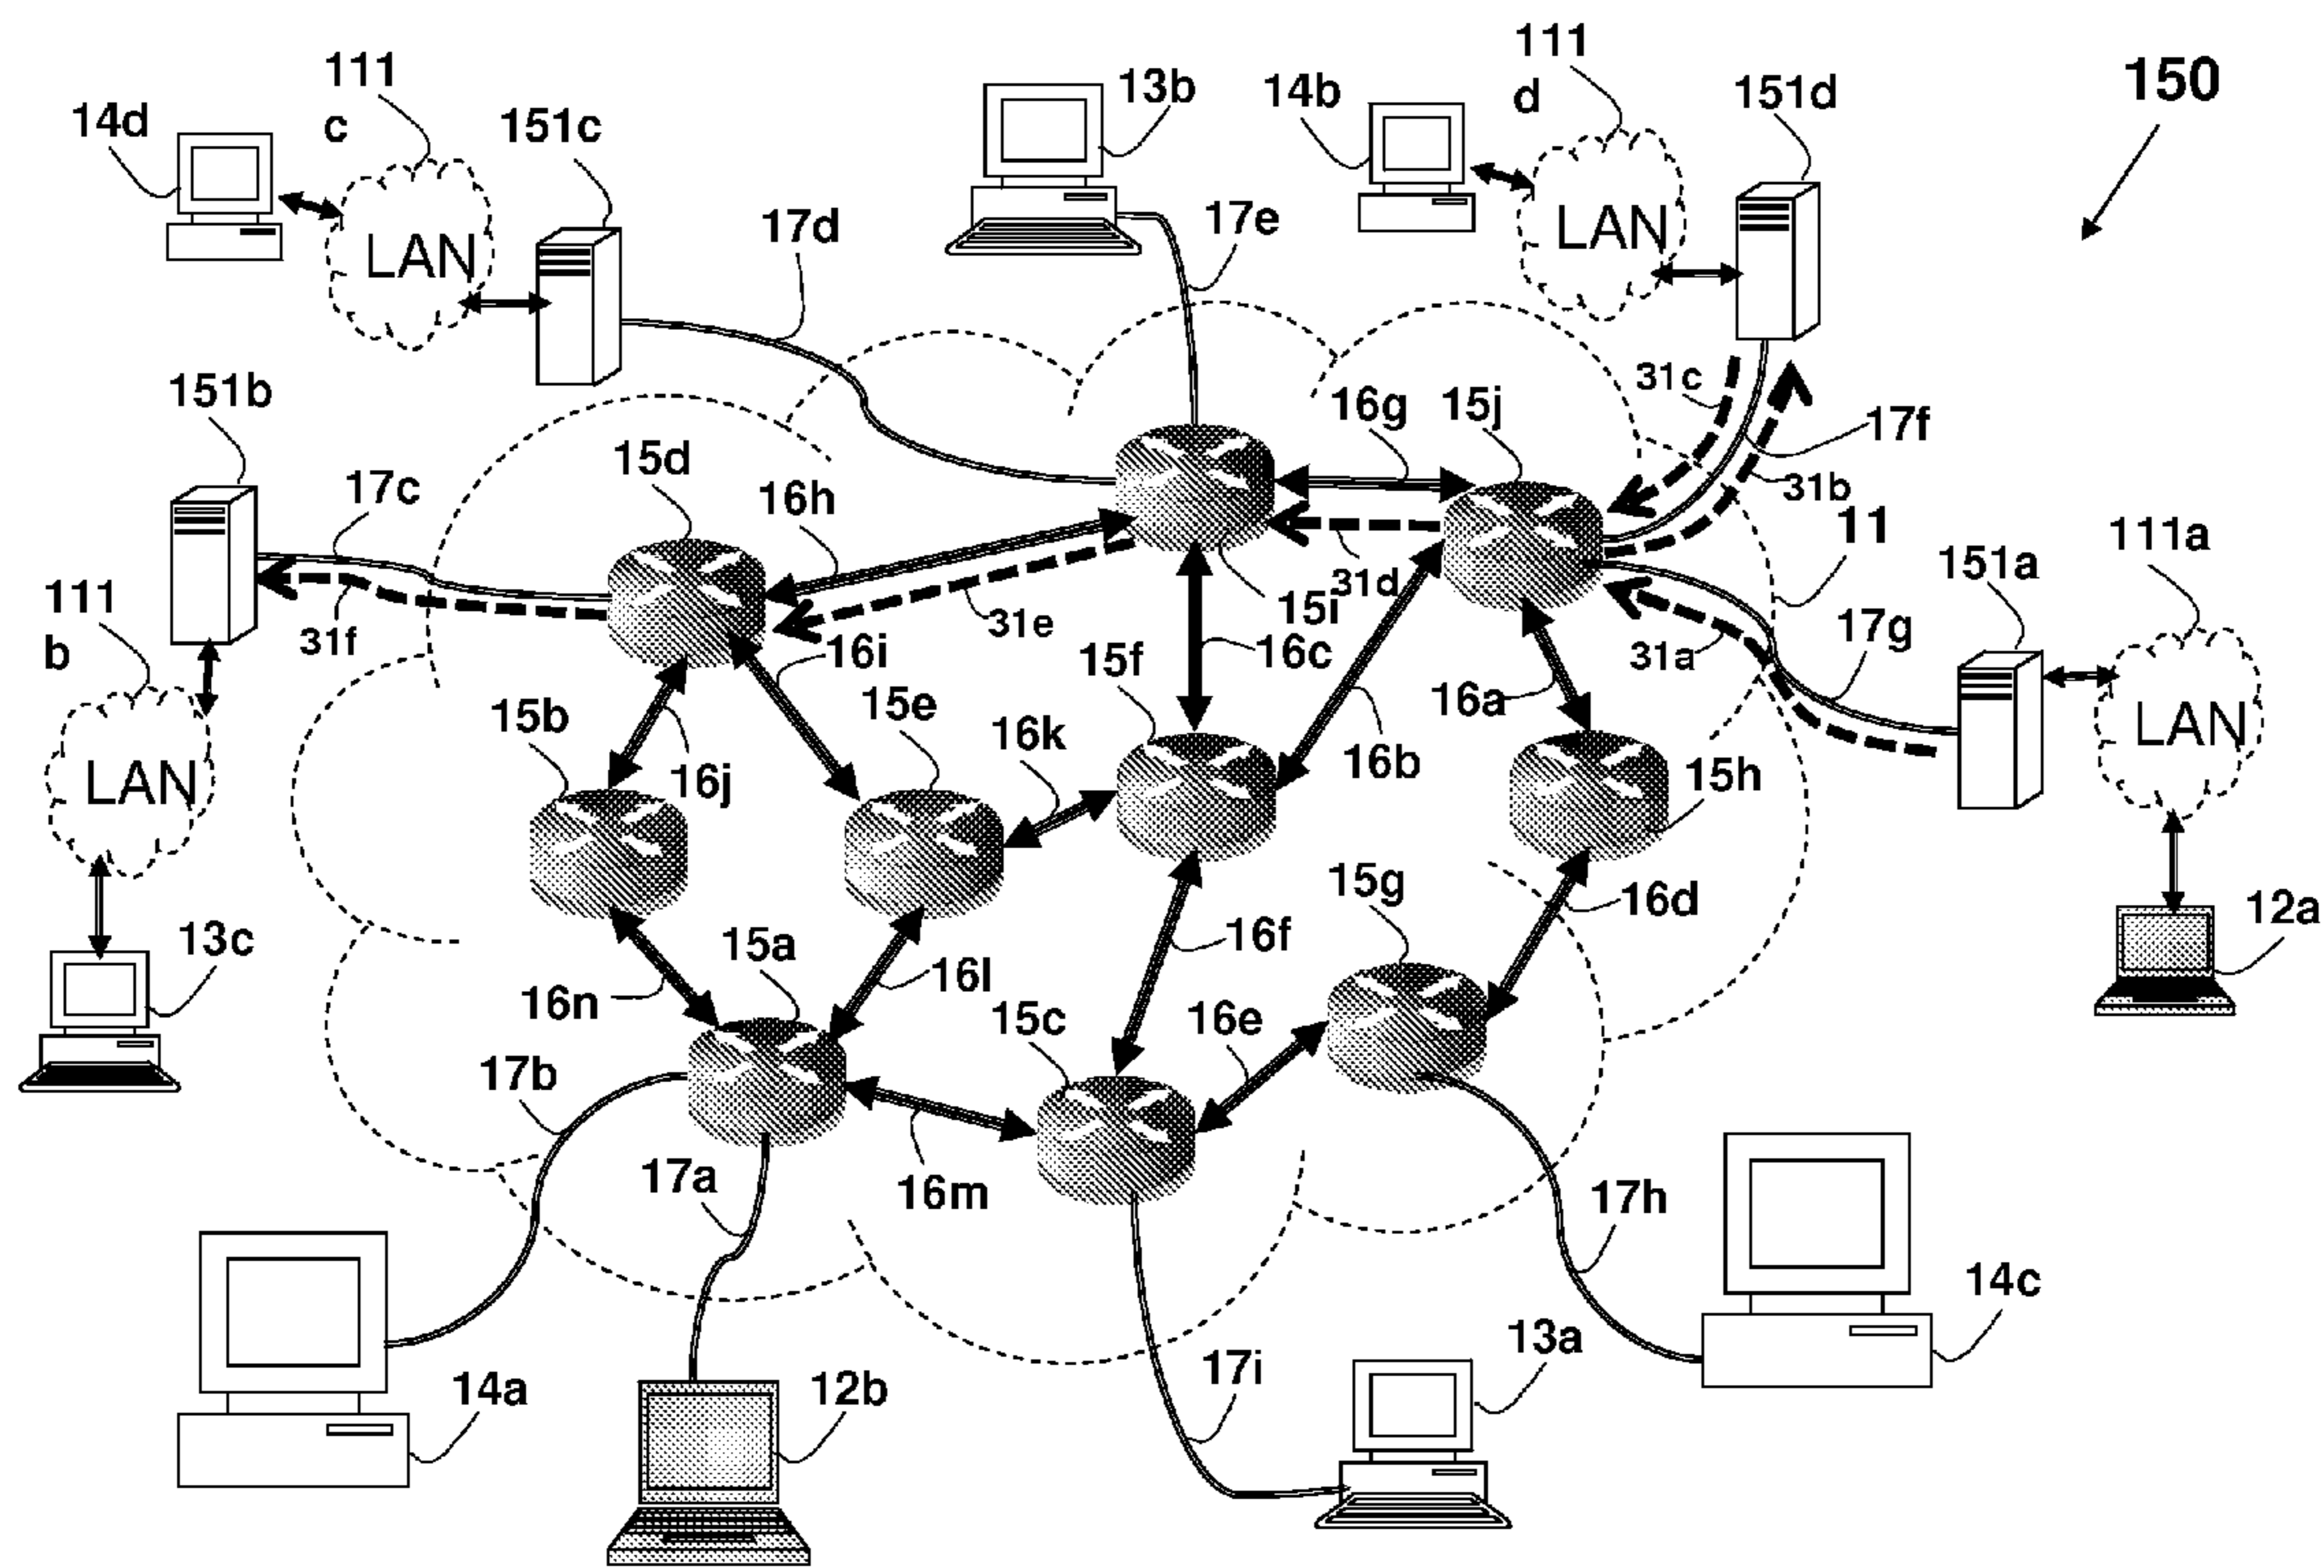 150
111
c
14d
151c
LAN
17d
13b
17e
14b
111
d
151d
LAN
31c
17f
31b
11
111a
151a
17g
LAN
12a
31a
151b
17c
15d
16h
16g
15j
111
b
31f
31e
15i
31d
LAN
13c
16i
16c
15f
16a
16b
15b
15e
16k
16j
15h
15g
16d
16n
15a
16l
16f
15c
16e
17b
17a
16m
17h
14c
14a
12b
17i
13a